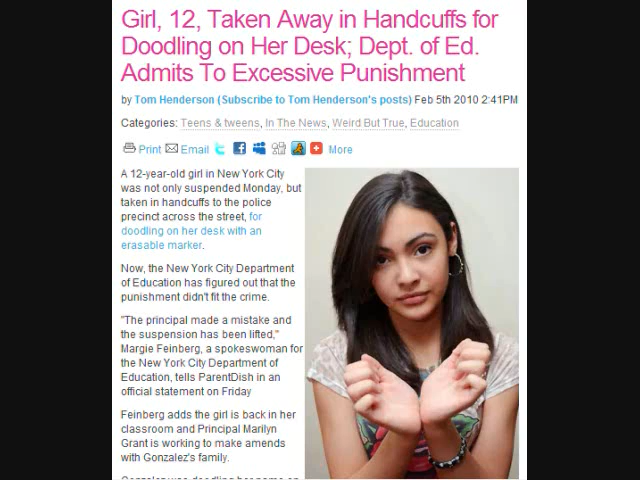 Girl, 12, Taken Away in Handcuffs for
Doodling on Her Desk; Dept. of Ed.
Admits To Excessive Punishment
by Tom Henderson (Subscribe to Tom Henderson's posts) Feb 5th 2010 2:41PM
Categories: Teens & tweens, In The News, Weird But True, Education
Print Email More
A 12-year-old girl in New York City
was not only suspended Monday, but
taken in handcuffs to the police
precinct across the street, for
doodling on her desk with an
erasable marker.
Now, the New York City Department
of Education has figured out that the
punishment didn't fit the crime.
"The principal made a mistake and
the suspension has been lifted,"
Margie Feinberg, a spokeswoman for
the New York City Department of
Education, tells ParentDish in an
official statement on Friday
Feinberg adds the girl is back in her
classroom and Principal Marilyn
Grant is working to make amends
with Gonzalez's family.
Gonzalez was doodling her name on